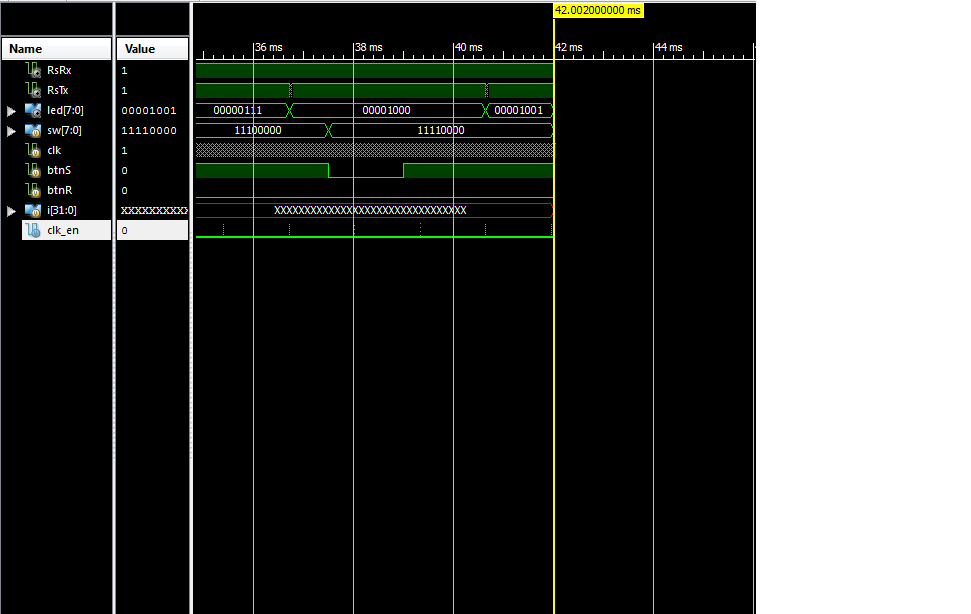 42.002000000 ms
Name Value 36 ms 38 ms 40 ms 42 ms 44 ms
RsRx 1
RsTx 1
led[7:0] 00001001 00000111 00001000 00001001
sw[7:0] 11110000 11100000 11110000
clk 1
btnS 0
btnR 0
i[31:0] XXXXXXXXXX XXXXXXXXXXXXXXXXXXXXXXXXXXXXXXXX
clk_en 0